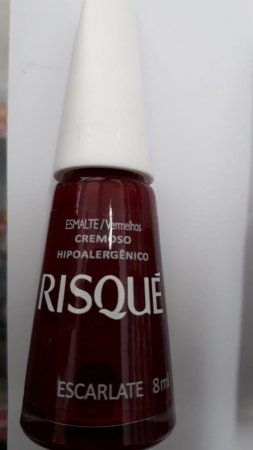 ESMALTE/Vermelhos
CREMOSO
HIPOALERGÊNICO
RISQUÉ
ESCARLATE 8ml